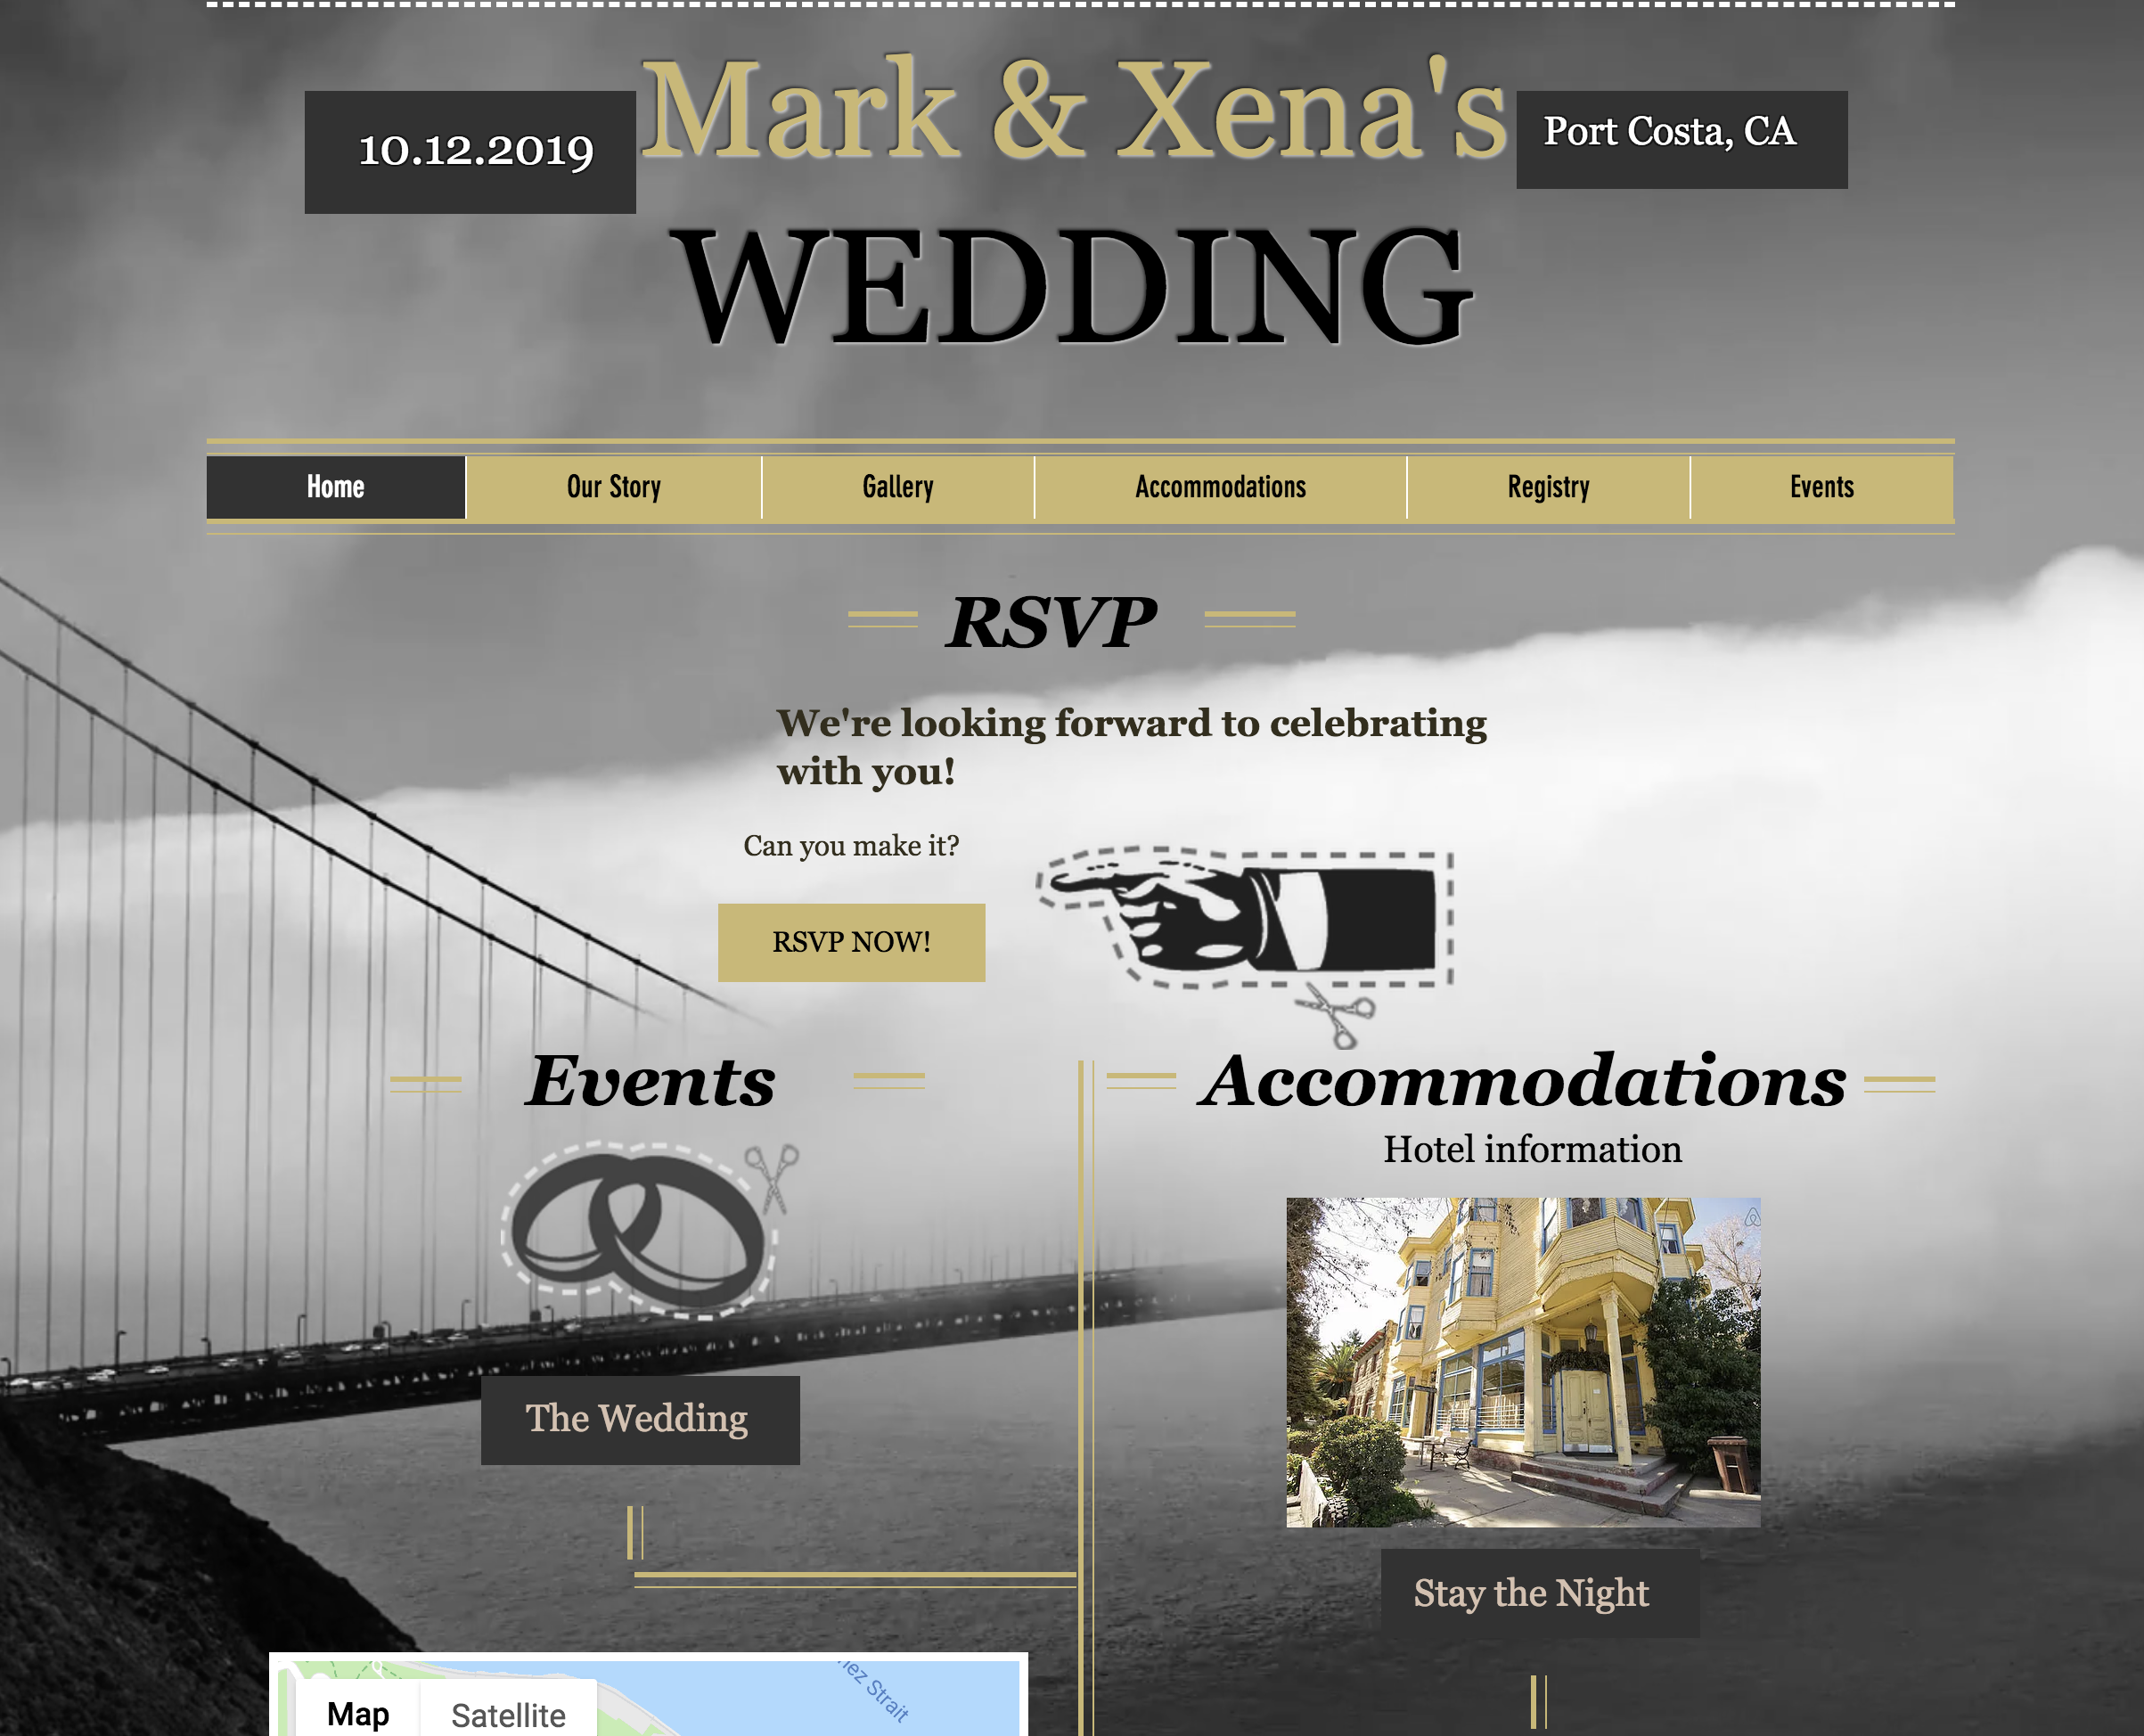 10.12.2019
Mark & Xena's
Port Costa, CA
WEDDING
Home
Our Story
Gallery
Accommodations
Registry
Events
RSVP
We're looking forward to celebrating
with you!
Can you make it?
RSVP NOW!
Events
The Wedding
Accommodations
Hotel information
Stay the Night
Map
Satellite
Strait